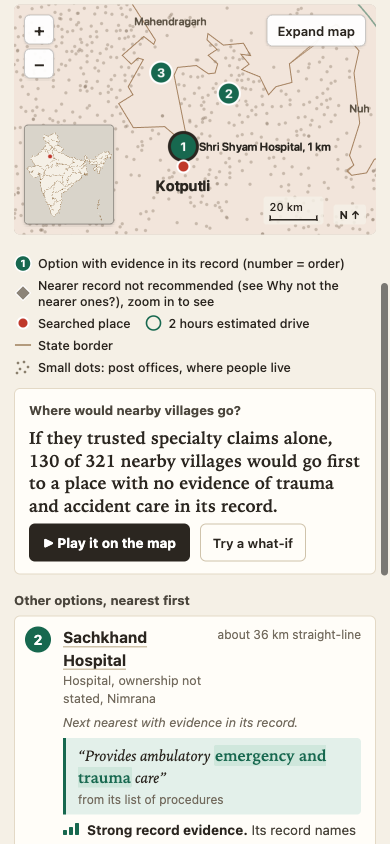 Mahendragarh
+
−
Expand map
3
2
Nuh
1
Shri Shyam Hospital, 1 km
Kotputli
20 km
N ↑
1 Option with evidence in its record (number = order)
Nearer record not recommended (see Why not the
nearer ones?), zoom in to see
Searched place
2 hours estimated drive
State border
Small dots: post offices, where people live
Where would nearby villages go?
If they trusted specialty claims alone,
130 of 321 nearby villages would go first
to a place with no evidence of trauma
and accident care in its record.
▶ Play it on the map
Try a what-if
Other options, nearest first
2
Sachkhand
Hospital
about 36 km straight-line
Hospital, ownership not
stated, Nimrana
Next nearest with evidence in its record.
“Provides ambulatory emergency and
trauma care”
from its list of procedures
Strong record evidence. Its record names